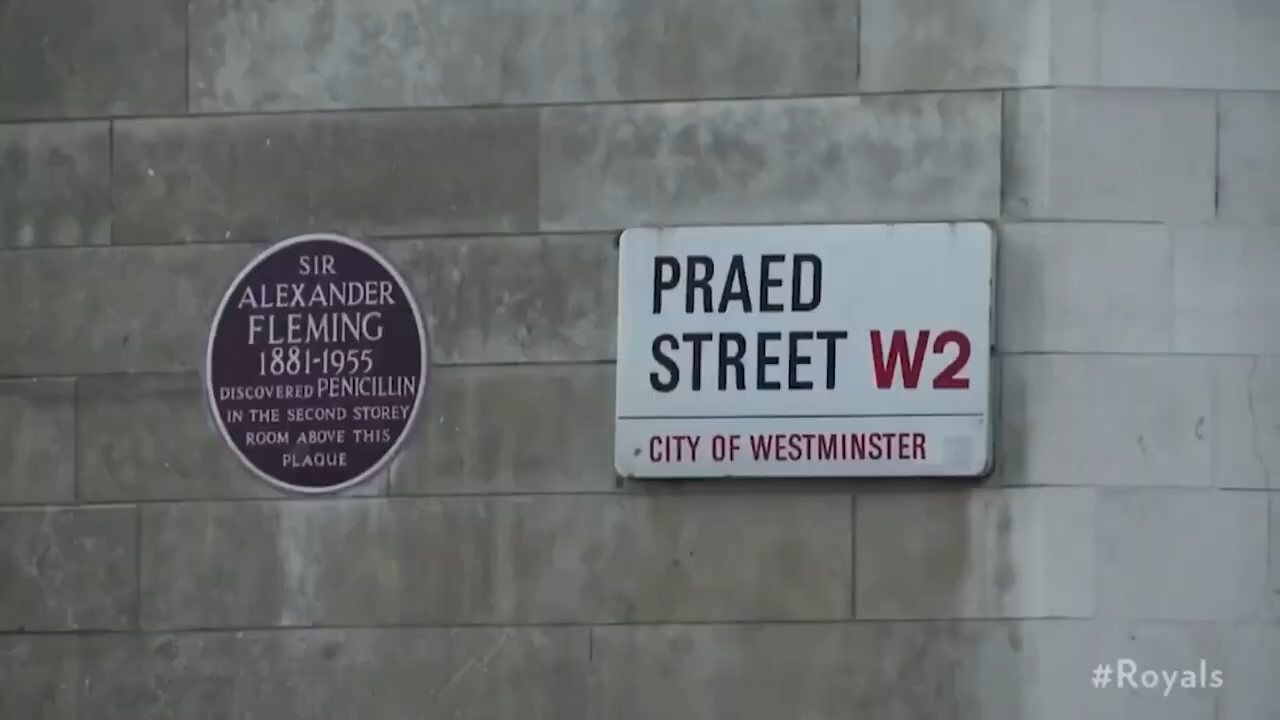 SIR
ALEXANDER
FLEMING
1881-1955
DISCOVERED PENICILLIN
IN THE SECOND STOREY
ROOM ABOVE THIS
PLAQUE
PRAED
STREET W2
CITY OF WESTMINSTER
#Royals